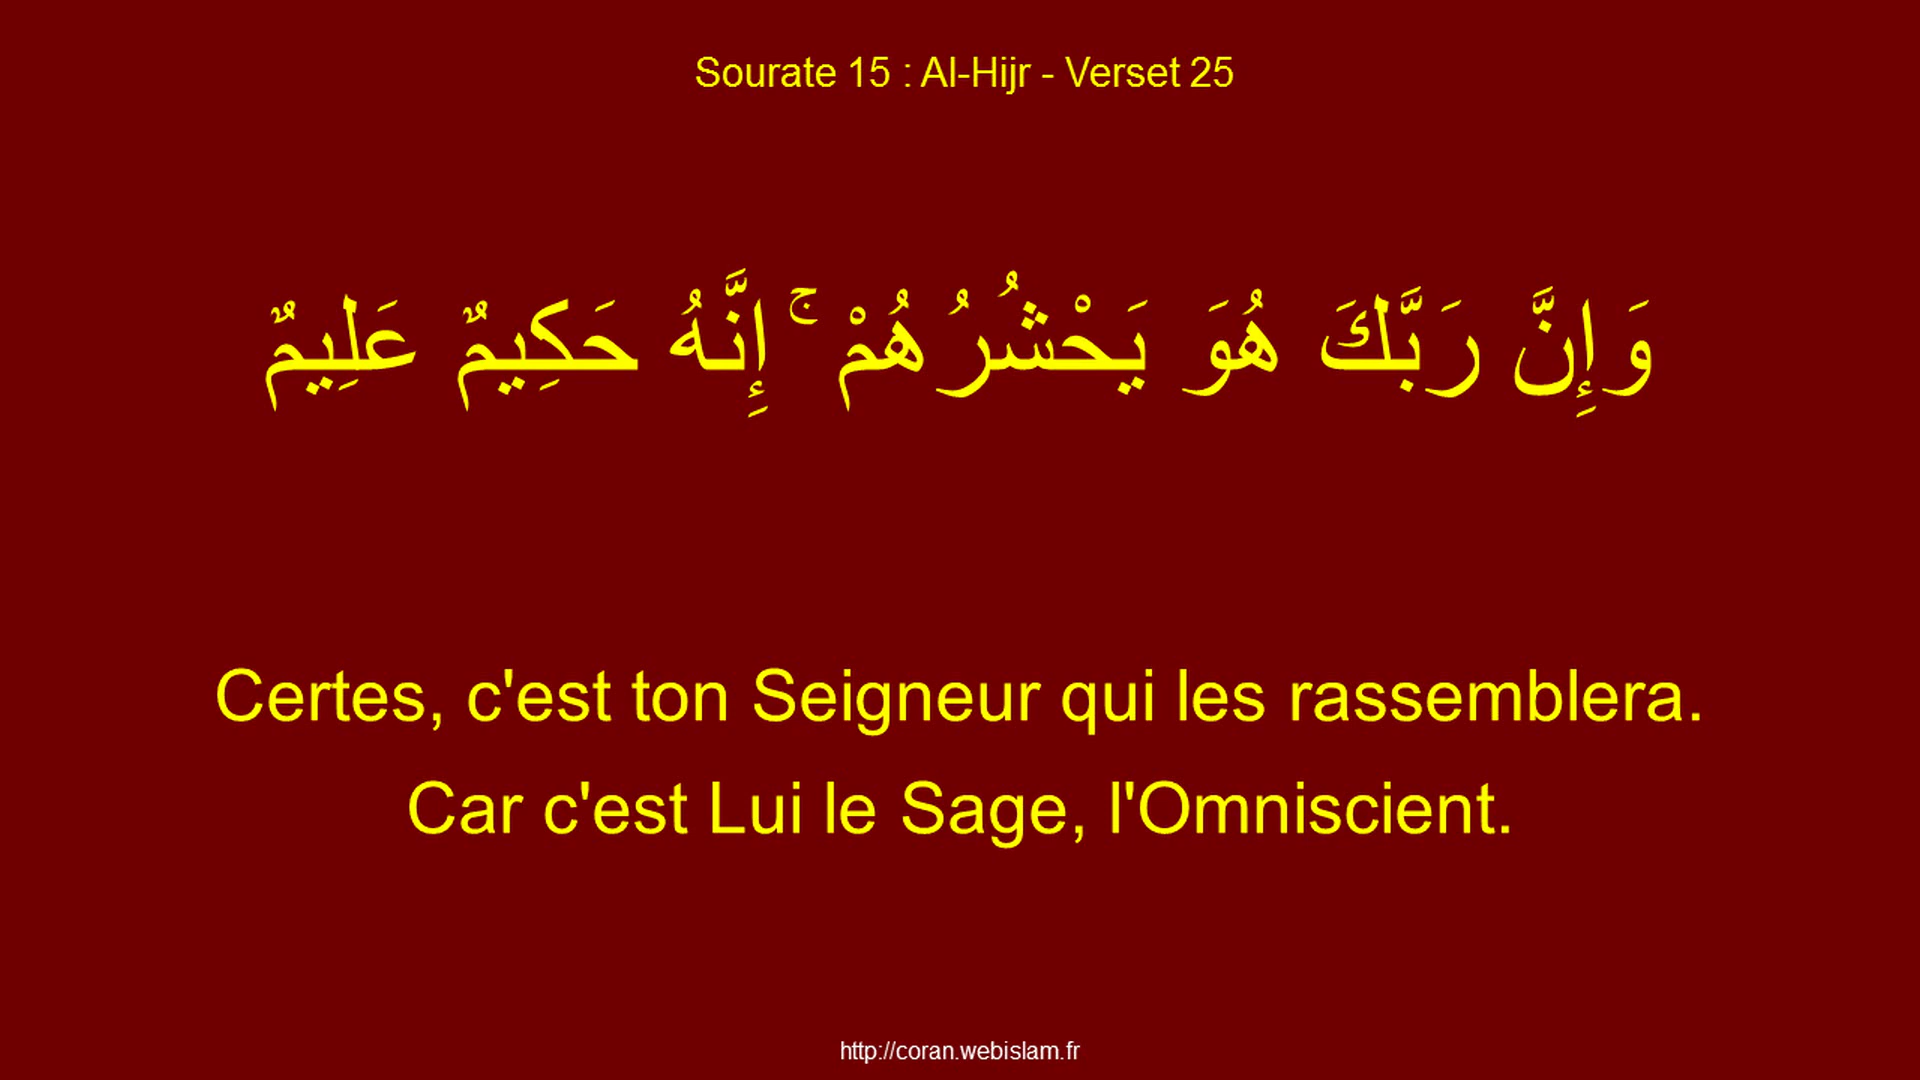 Sourate 15 : Al-Hijr - Verset 25
وَإِنَّ رَبَّكَ هُوَ يَحْشُرُهُمْ ۚ إِنَّهُ حَكِيمٌ عَلِيمٌ
Certes, c'est ton Seigneur qui les rassemblera.
Car c'est Lui le Sage, l'Omniscient.
http://coran.webislam.fr